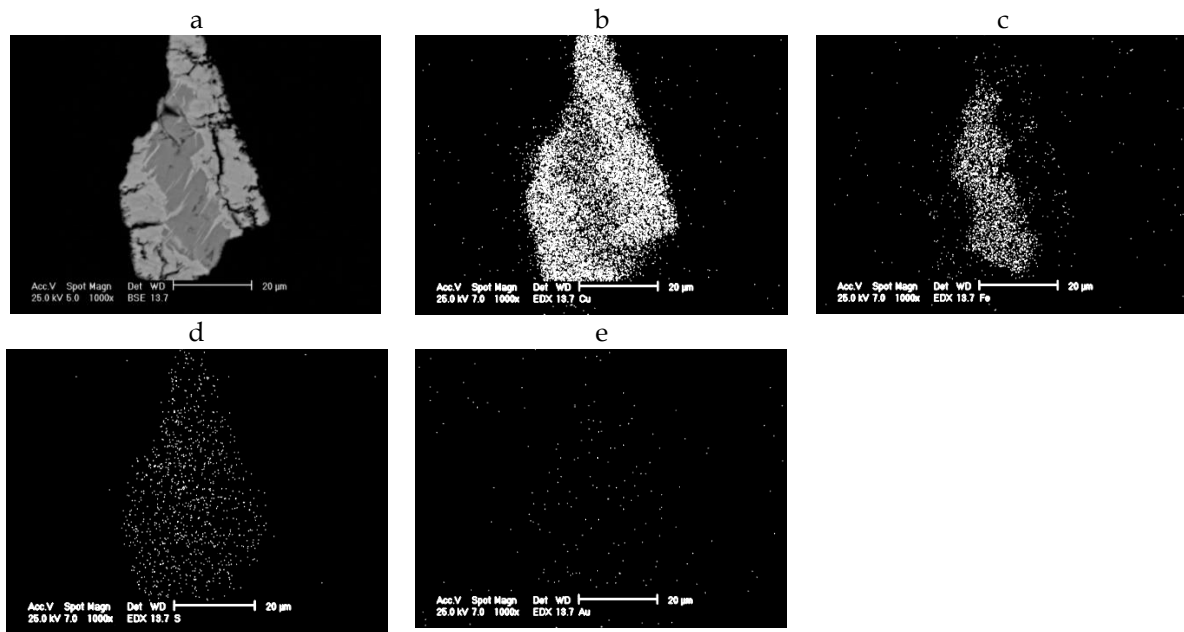 a
b
c
Acc.V Spot Magn Det WD 20 µm
25.0 kV 5.0 1000x BSE 13.7
Acc.V Spot Magn Det WD 20 µm
25.0 kV 7.0 1000x EDX 13.7 Cu
Acc.V Spot Magn Det WD 20 µm
25.0 kV 7.0 1000x EDX 13.7 Fe
d
e
Acc.V Spot Magn Det WD 20 µm
25.0 kV 7.0 1000x EDX 13.7 S
Acc.V Spot Magn Det WD 20 µm
25.0 kV 7.0 1000x EDX 13.7 Au